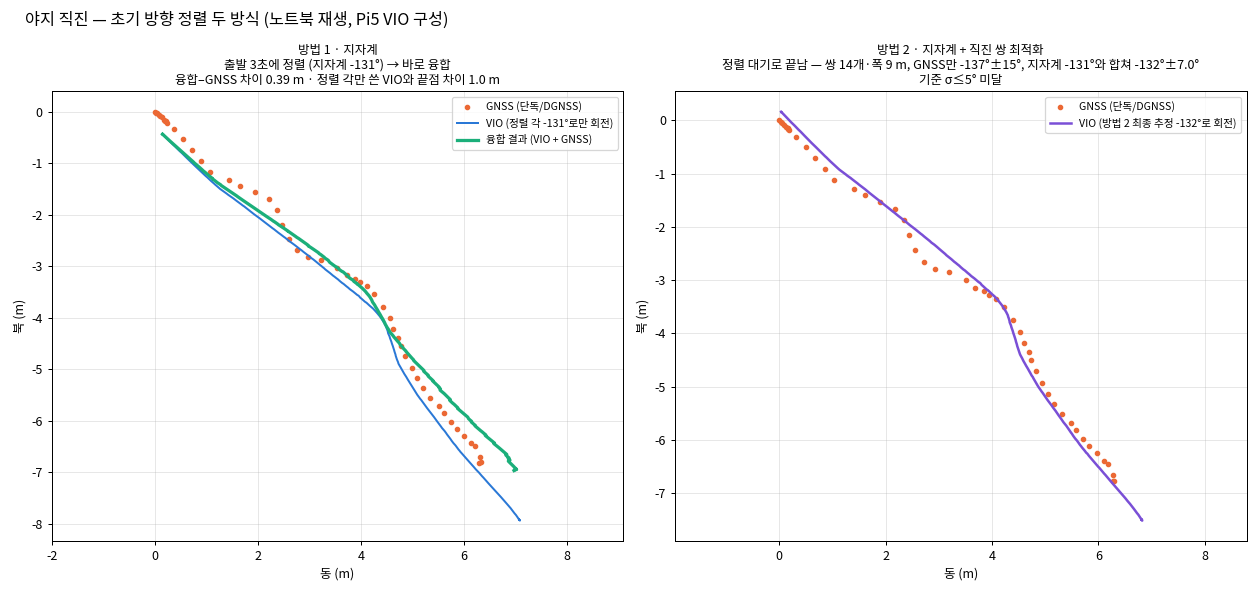 야지 직진 — 초기 방향 정렬 두 방식 (노트북 재생, Pi5 VIO 구성)
방법 1 · 지자계
출발 3초에 정렬 (지자계 -131°) → 바로 융합
융합–GNSS 차이 0.39 m · 정렬 각만 쓴 VIO와 끝점 차이 1.0 m
GNSS (단독/DGNSS)
VIO (정렬 각 -131°로만 회전)
융합 결과 (VIO + GNSS)
북 (m)
0
-1
-2
-3
-4
-5
-6
-7
-8
-2
0
2
4
6
8
동 (m)
방법 2 · 지자계 + 직진 쌍 최적화
정렬 대기로 끝남 — 쌍 14개·폭 9 m, GNSS만 -137°±15°, 지자계 -131°와 합쳐 -132°±7.0°
기준 σ≤5° 미달
GNSS (단독/DGNSS)
VIO (방법 2 최종 추정 -132°로 회전)
북 (m)
0
-1
-2
-3
-4
-5
-6
-7
0
2
4
6
8
동 (m)